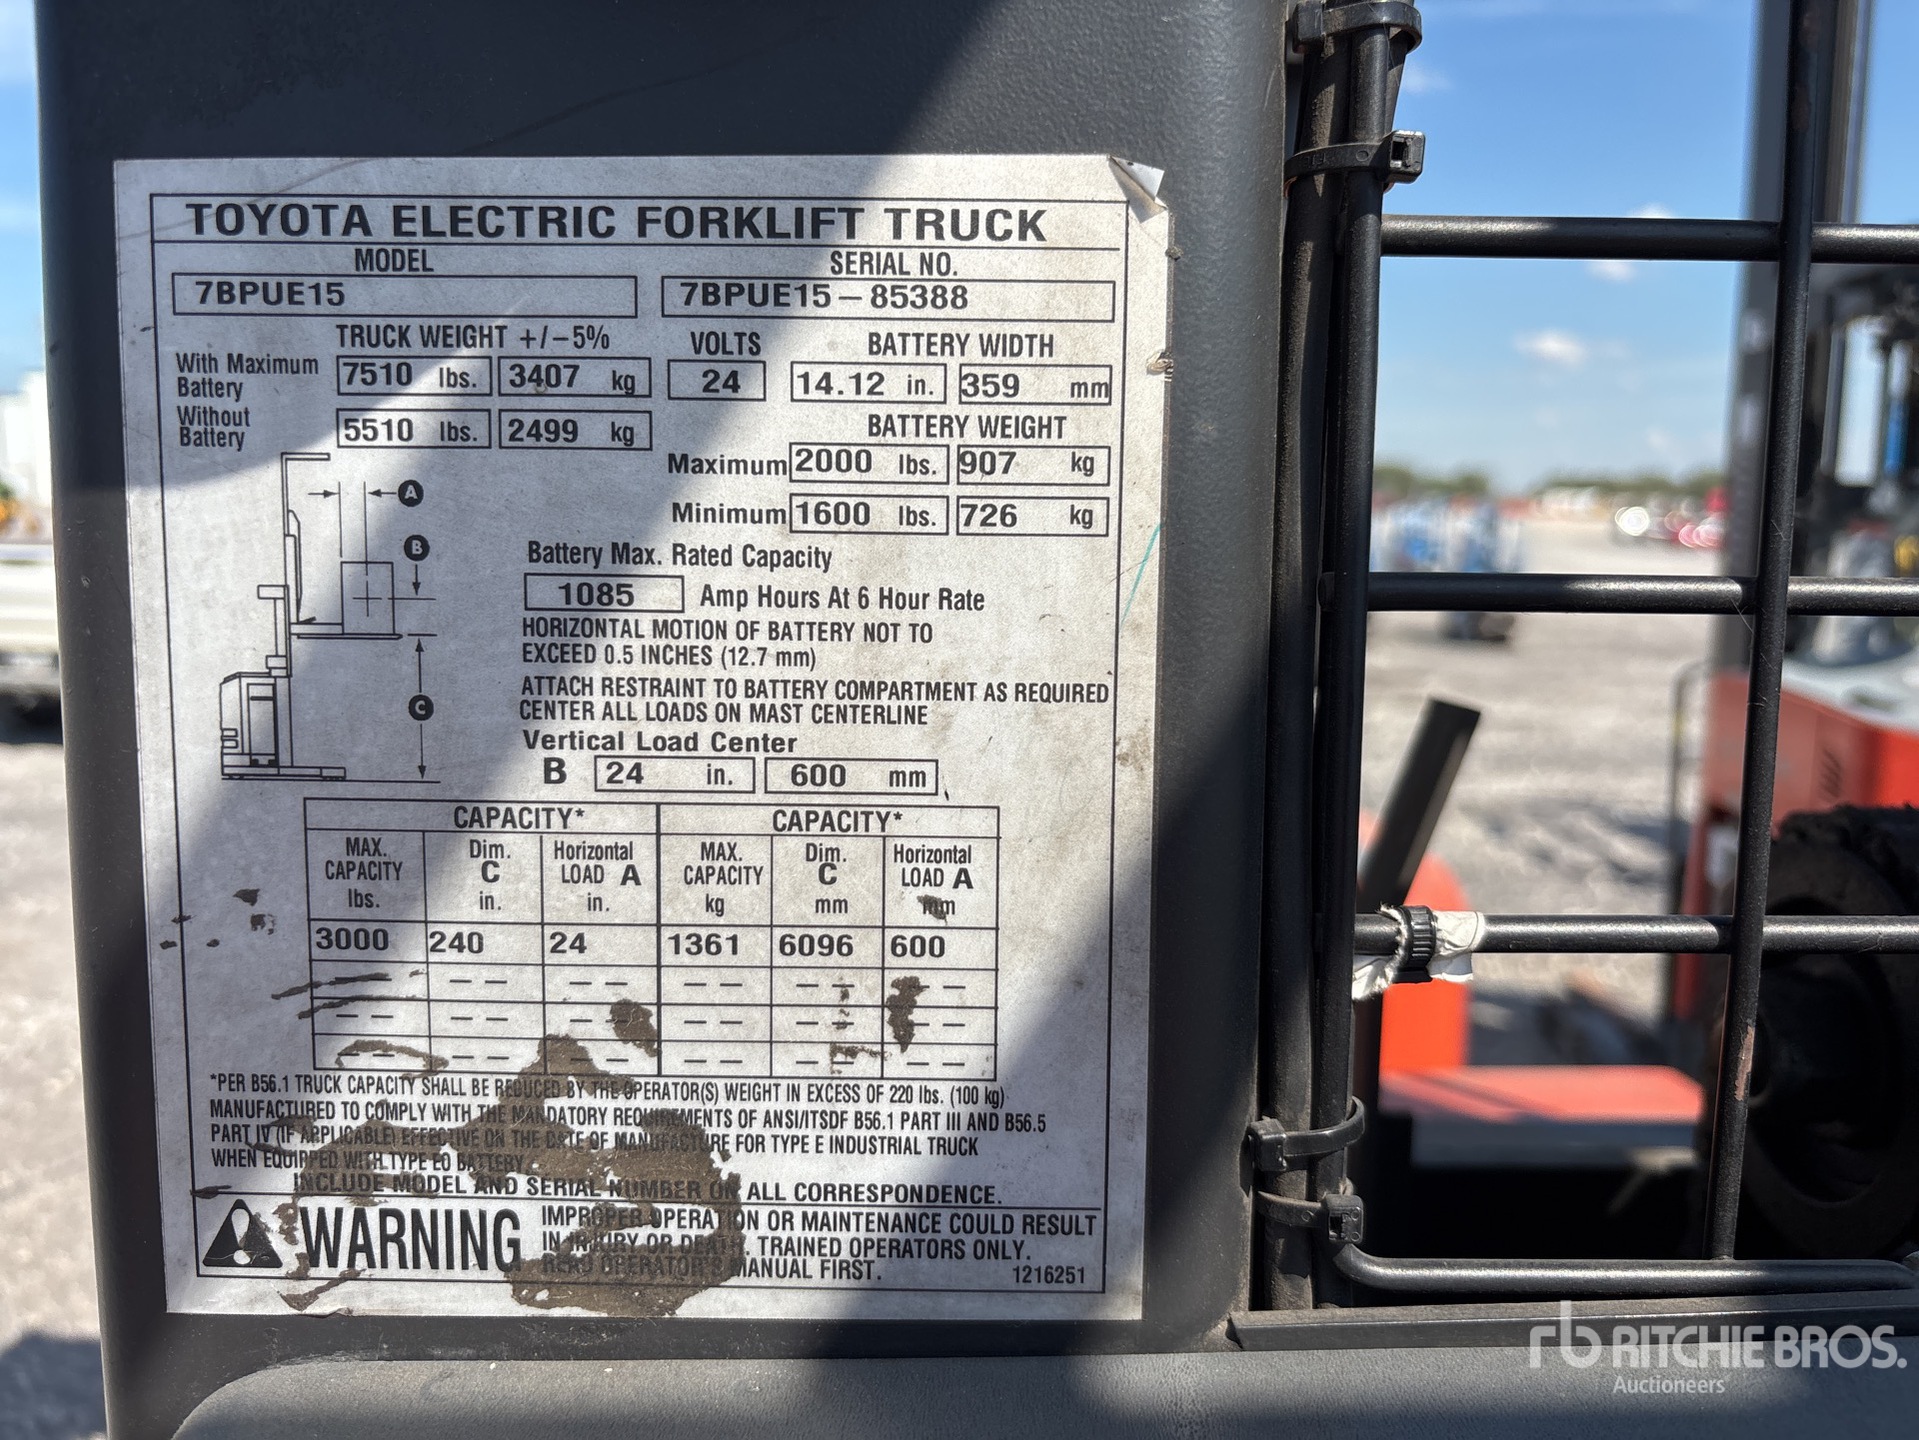 TOYOTA ELECTRIC FORKLIFT TRUCK
MODEL SERIAL NO.
7BPUE15 7BPUE15-85388
TRUCK WEIGHT +/-5% VOLTS BATTERY WIDTH
With Maximum Battery 7510 lbs. 3407 kg 24 14.12 in. 359 mm
Without Battery 5510 lbs. 2499 kg
BATTERY WEIGHT
Maximum 2000 lbs. 907 kg
Minimum 1600 lbs. 726 kg
A
B
C
Battery Max. Rated Capacity
1085 Amp Hours At 6 Hour Rate
HORIZONTAL MOTION OF BATTERY NOT TO
EXCEED 0.5 INCHES (12.7 mm)
ATTACH RESTRAINT TO BATTERY COMPARTMENT AS REQUIRED
CENTER ALL LOADS ON MAST CENTERLINE
Vertical Load Center
B 24 in. 600 mm
CAPACITY* CAPACITY*
MAX. CAPACITY lbs. Dim. C in. Horizontal LOAD A in. MAX. CAPACITY kg Dim. C mm Horizontal LOAD A mm
3000 240 24 1361 6096 600
-- -- -- -- -- --
-- -- -- -- -- --
-- -- -- -- -- --
*PER B56.1 TRUCK CAPACITY SHALL BE REDUCED BY THE OPERATOR(S) WEIGHT IN EXCESS OF 220 lbs. (100 kg)
MANUFACTURED TO COMPLY WITH THE MANDATORY REQUIREMENTS OF ANSI/ITSDF B56.1 PART III AND B56.5
PART IV (IF APPLICABLE) EFFECTIVE ON THE DATE OF MANUFACTURE FOR TYPE E INDUSTRIAL TRUCK
WHEN EQUIPPED WITH TYPE EO BATTERY
INCLUDE MODEL AND SERIAL NUMBER ON ALL CORRESPONDENCE.
WARNING
IMPROPER OPERATION OR MAINTENANCE COULD RESULT
IN INJURY OR DEATH. TRAINED OPERATORS ONLY.
READ OPERATOR'S MANUAL FIRST.
1216251
rb RITCHIE BROS.
Auctioneers